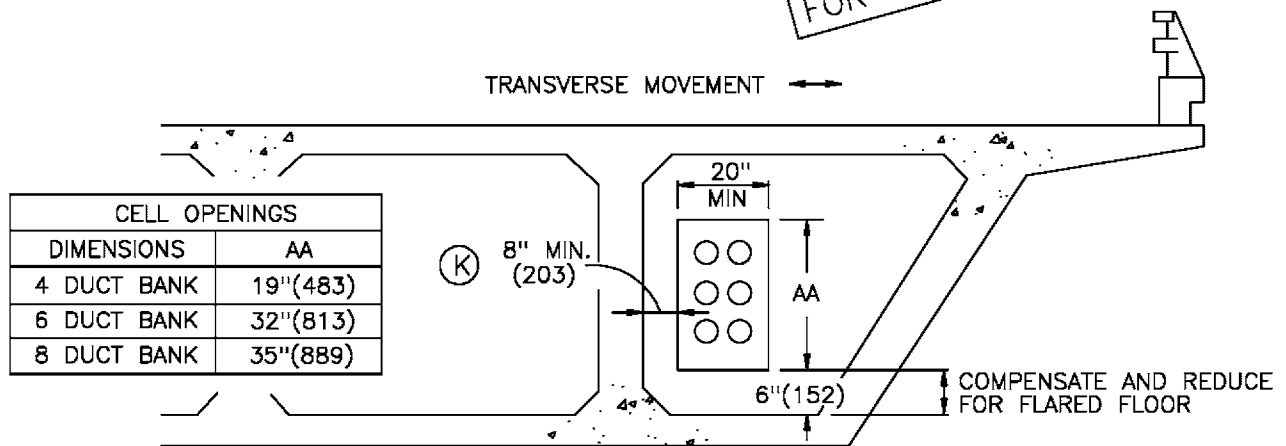 FOR
TRANSVERSE MOVEMENT
CELL OPENINGS
DIMENSIONS AA
4 DUCT BANK 19"(483)
6 DUCT BANK 32"(813)
8 DUCT BANK 35"(889)
K
8" MIN.
(203)
20"
MIN
AA
6"(152)
COMPENSATE AND REDUCE
FOR FLARED FLOOR